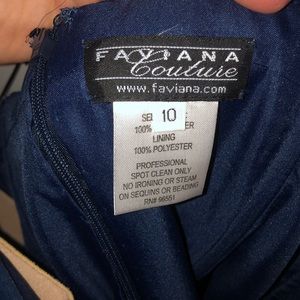 FAVIANA
Couture
www.faviana.com
10
100%
LINING
100% POLYESTER
PROFESSIONAL
SPOT CLEAN ONLY
NO IRONING OR STEAM
ON SEQUINS OR BEADING
RN# 96551